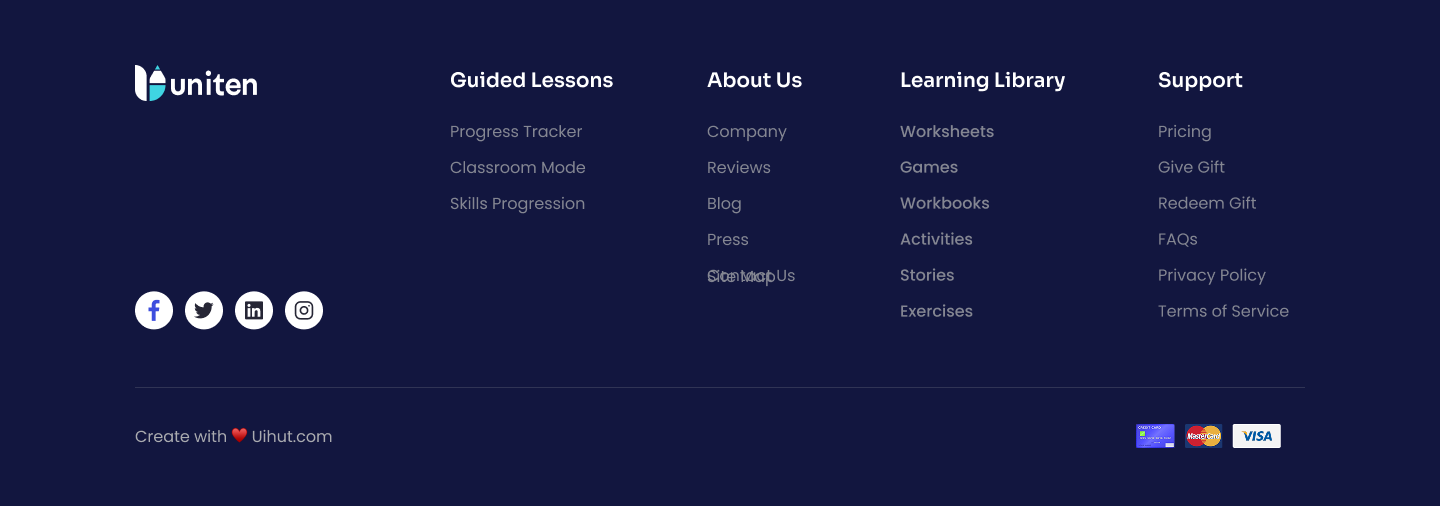 uniten
Guided Lessons
Progress Tracker
Classroom Mode
Skills Progression
About Us
Company
Reviews
Blog
Press
Contact Us
Site Map
Learning Library
Worksheets
Games
Workbooks
Activities
Stories
Exercises
Support
Pricing
Give Gift
Redeem Gift
FAQs
Privacy Policy
Terms of Service
Create with ❤️ Uihut.com
CREDIT CARD
MasterCard
VISA